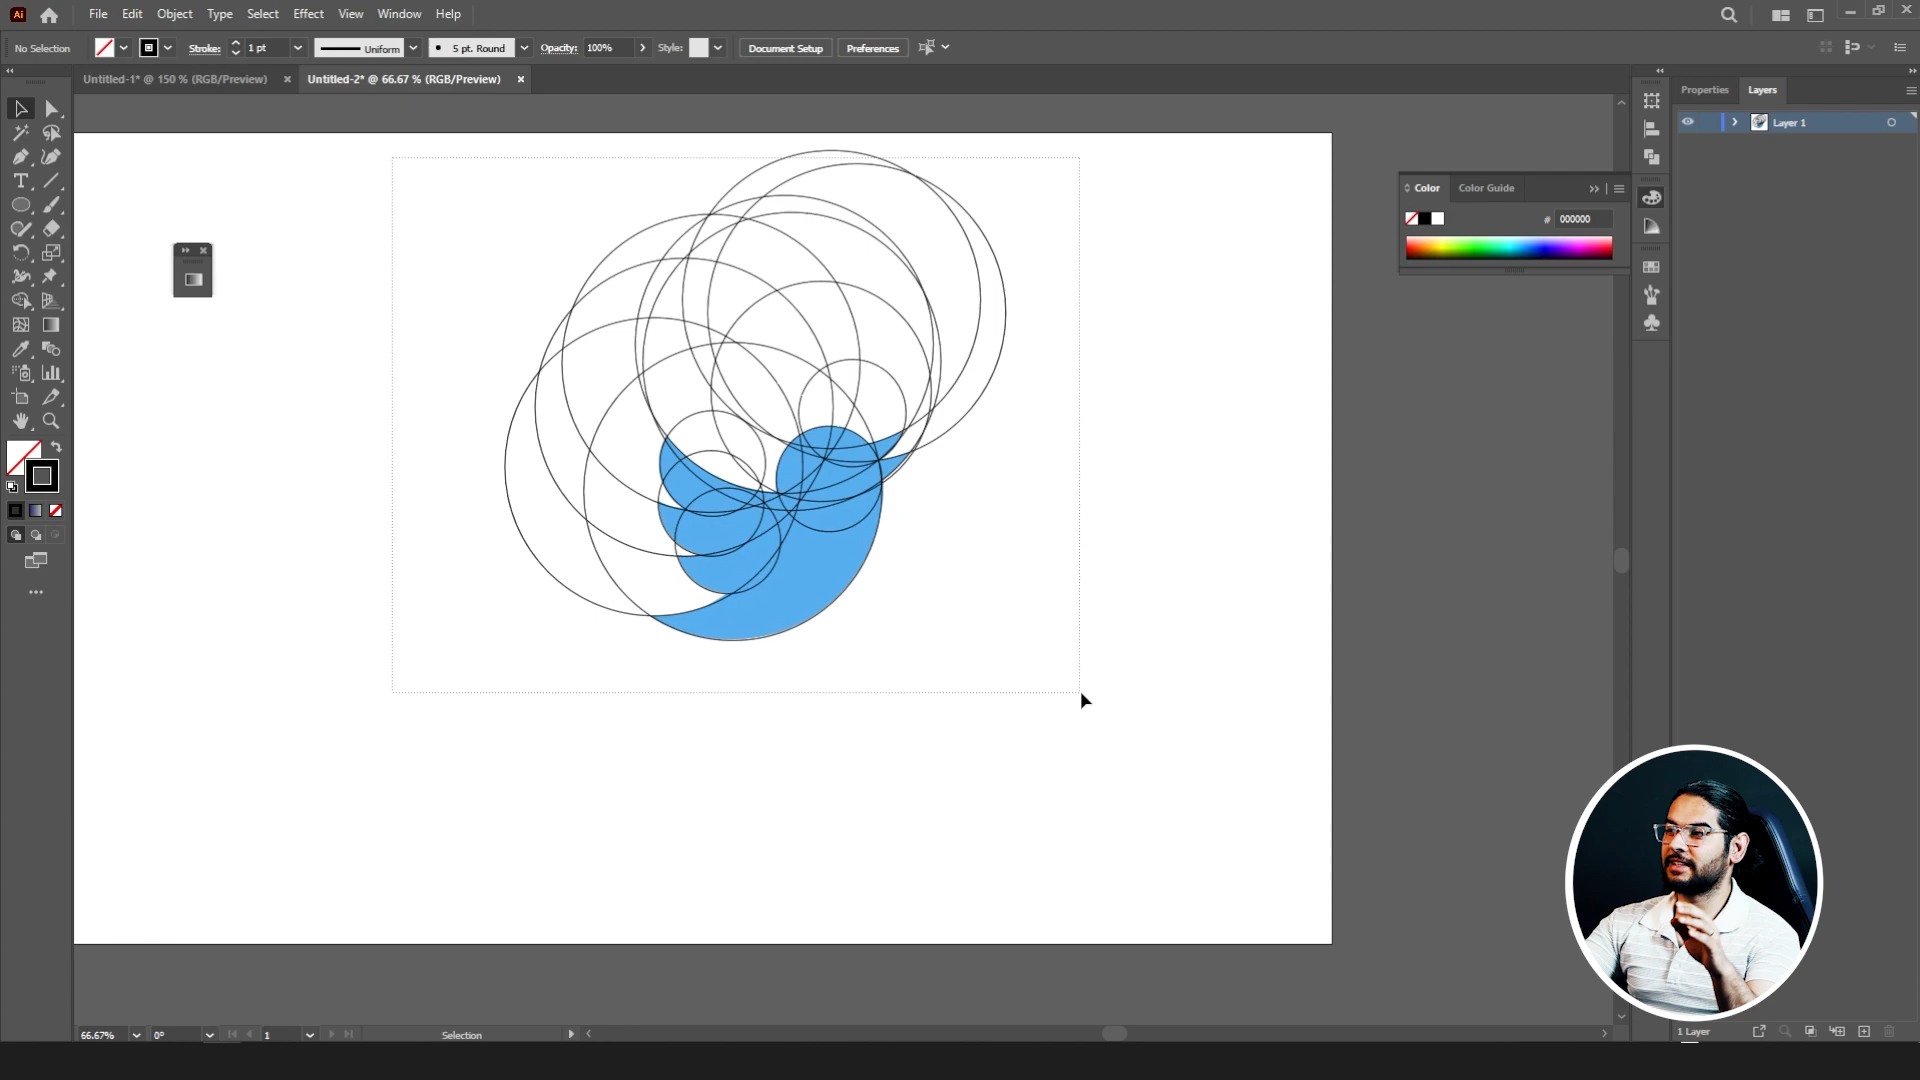 Ai File Edit Object Type Select Effect View Window Help
No Selection Stroke: 1 pt Uniform 5 pt. Round Opacity: 100% Style: Document Setup Preferences
Untitled-1* @ 150 % (RGB/Preview) Untitled-2* @ 66.67 % (RGB/Preview)
Properties Layers
Layer 1
Color Color Guide
# 000000
66.67% 0° 1 Selection
1 Layer